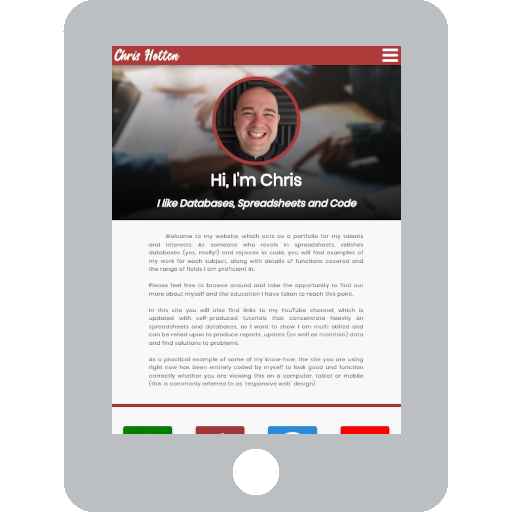 Chris Hotten
Hi, I'm Chris
I like Databases, Spreadsheets and Code
Welcome to my website, which acts as a portfolio for my talents
and interests. As someone who revels in spreadsheets, relishes
databases (yes, really!) and rejoices in code, you will find examples of
my work for each subject, along with details of functions covered and
the range of fields I am proficient in.
Please feel free to browse around and take the opportunity to find out
more about myself and the education I have taken to reach this point.
In this site you will also find links to my YouTube channel, which is
updated with self-produced tutorials that concentrate heavily on
spreadsheets and databases, as I want to show I am multi skilled and
can be relied upon to produce reports, update (as well as maintain) data
and find solutions to problems.
As a practical example of some of my know-how, the site you are using
right now has been entirely coded by myself to look good and function
correctly whether you are viewing this on a computer, tablet or mobile
(this is commonly referred to as 'responsive web' design)